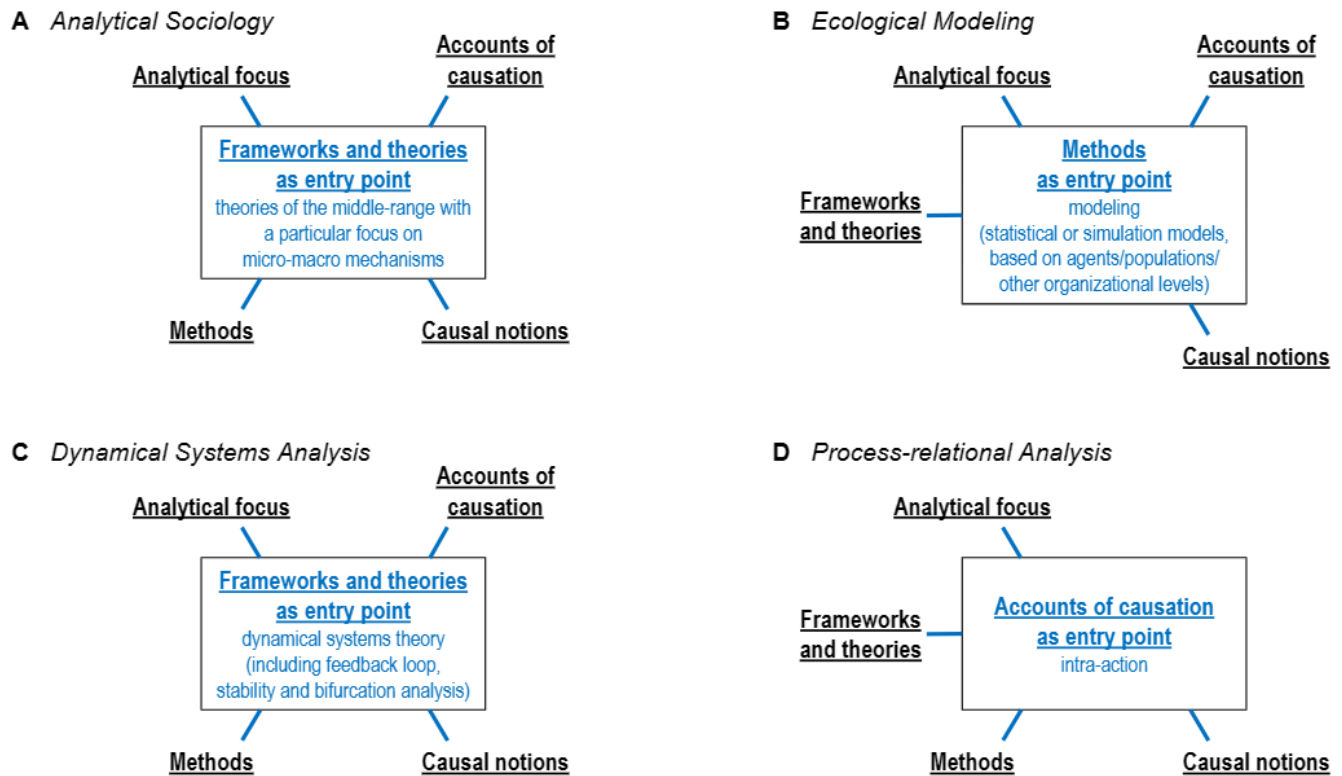 A Analytical Sociology
Analytical focus
Accounts of
causation
Frameworks and theories
as entry point
theories of the middle-range with
a particular focus on
micro-macro mechanisms
Methods
Causal notions
B Ecological Modeling
Analytical focus
Accounts of
causation
Frameworks
and theories
Methods
as entry point
modeling
(statistical or simulation models,
based on agents/populations/
other organizational levels)
Causal notions
C Dynamical Systems Analysis
Analytical focus
Accounts of
causation
Frameworks and theories
as entry point
dynamical systems theory
(including feedback loop,
stability and bifurcation analysis)
Methods
Causal notions
D Process-relational Analysis
Analytical focus
Frameworks
and theories
Accounts of causation
as entry point
intra-action
Methods
Causal notions